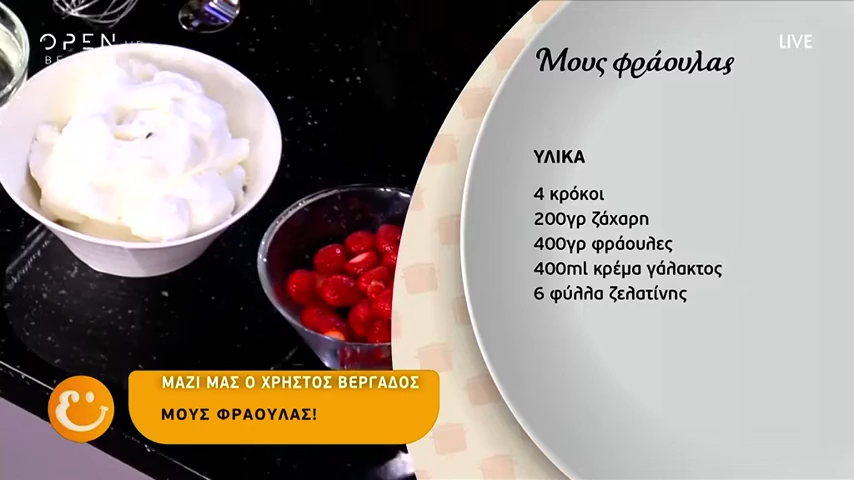 OPEN
BE
LIVE
Μους φράουλας
ΥΛΙΚΑ
4 κρόκοι
200γρ ζάχαρη
400γρ φράουλες
400ml κρέμα γάλακτος
6 φύλλα ζελατίνης
ΜΑΖΙ ΜΑΣ Ο ΧΡΗΣΤΟΣ ΒΕΡΓΑΔΟΣ
ΜΟΥΣ ΦΡΑΟΥΛΑΣ!